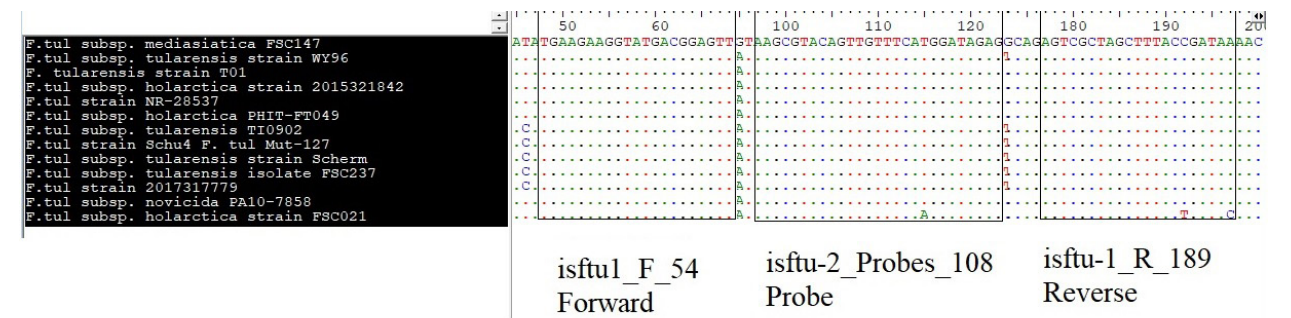 50 60 100 110 120 180 190
F.tul subsp. mediasiatica FSC147 ATATGAAGAAGGTATGACGGAGTTGTAAGCGTACAGTTGTTTCATGGATAGAGGCAGAGTCGCTAGCTTTACCGATAAAAC
F.tul subsp. tularensis strain WY96 A T
F. tularensis strain T01 A
F.tul subsp. holarctica strain 2015321842 A
F.tul strain NR-28537 A
F.tul subsp. holarctica PHIT-FT049 A
F.tul subsp. tularensis TI0902 C A T
F.tul strain Schu4 F. tul Mut-127 C A T
F.tul subsp. tularensis strain Scherm C A T
F.tul subsp. tularensis isolate FSC237 C A T
F.tul strain 2017317779 C A T
F.tul subsp. novicida PA10-7858 A
F.tul subsp. holarctica strain FSC021 A A T C
isftu1_F_54
Forward
isftu-2_Probes_108
Probe
isftu-1_R_189
Reverse